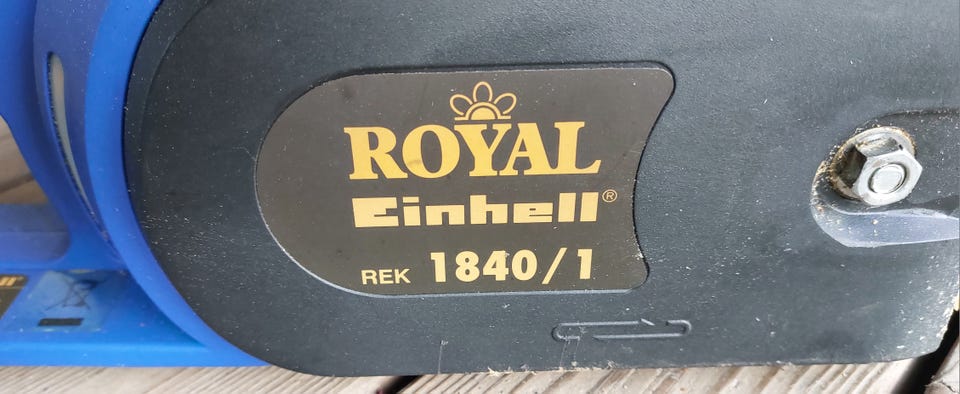 ROYAL
Einhell®
REK 1840/1